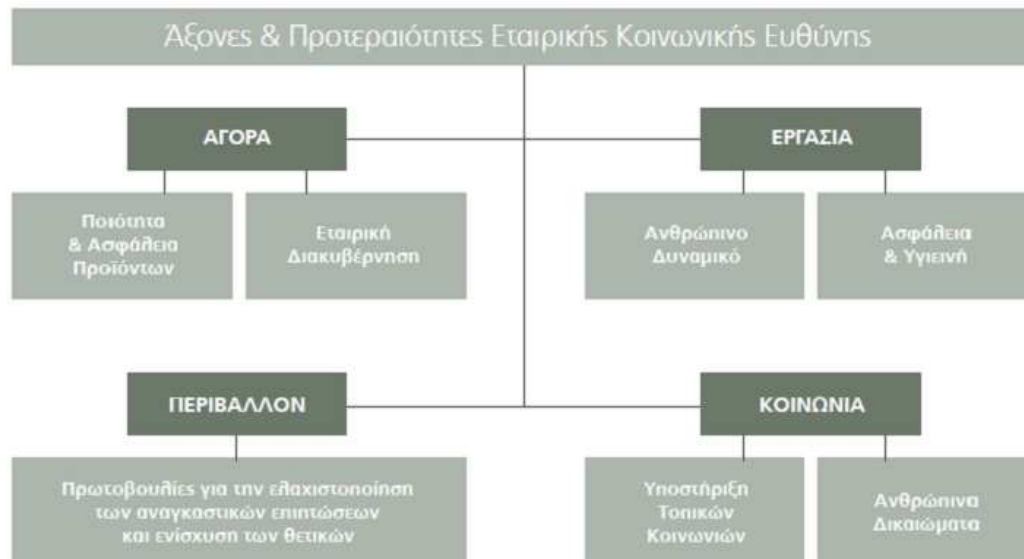 Άξονες & Προτεραιότητες Εταιρικής Κοινωνικής Ευθύνης
ΑΓΟΡΑ
Ποιότητα
& Ασφάλεια
Προϊόντων
Εταιρική
Διακυβέρνηση
ΕΡΓΑΣΙΑ
Ανθρώπινο
Δυναμικό
Ασφάλεια
& Υγιεινή
ΠΕΡΙΒΑΛΛΟΝ
Πρωτοβουλίες για την ελαχιστοποίηση
των αναγκαστικών επιπτώσεων
και ενίσχυση των θετικών
ΚΟΙΝΩΝΙΑ
Υποστήριξη
Τοπικών
Κοινωνιών
Ανθρώπινα
Δικαιώματα